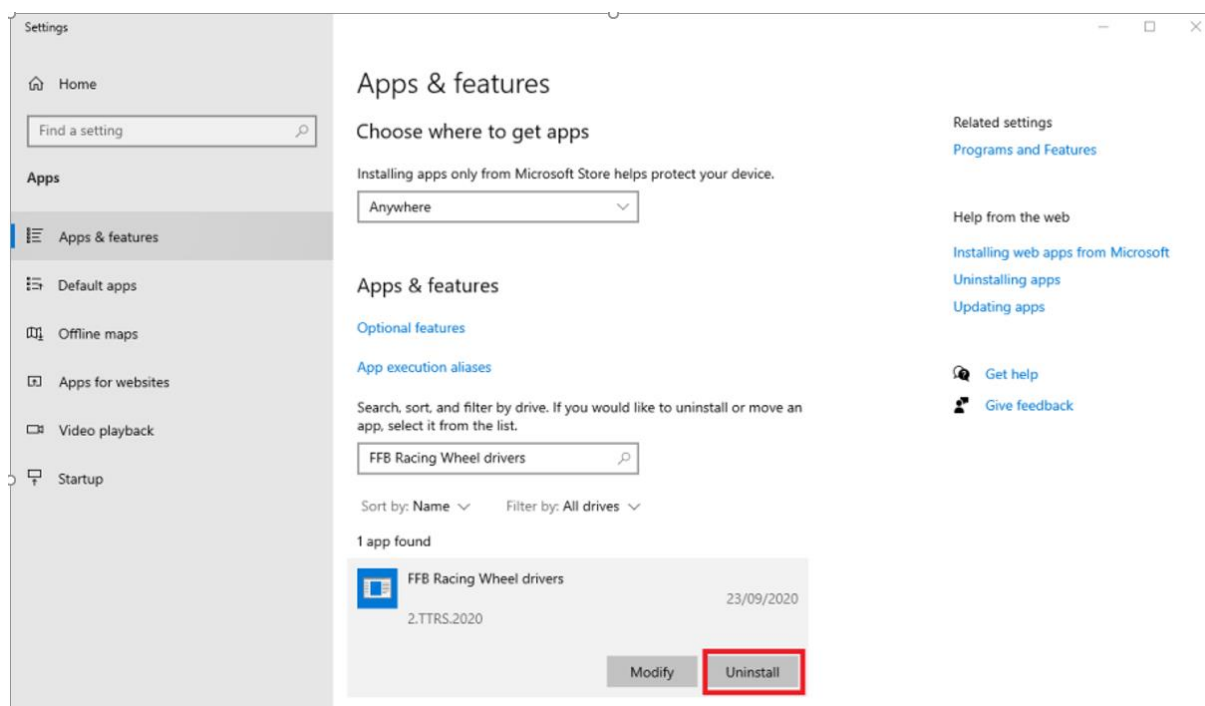 Settings
Home
Find a setting
Apps
Apps & features
Default apps
Offline maps
Apps for websites
Video playback
Startup
Apps & features
Choose where to get apps
Installing apps only from Microsoft Store helps protect your device.
Anywhere
Apps & features
Optional features
App execution aliases
Search, sort, and filter by drive. If you would like to uninstall or move an
app, select it from the list.
FFB Racing Wheel drivers
Sort by: Name Filter by: All drives
1 app found
FFB Racing Wheel drivers
23/09/2020
2.TTRS.2020
Modify Uninstall
Related settings
Programs and Features
Help from the web
Installing web apps from Microsoft
Uninstalling apps
Updating apps
Get help
Give feedback